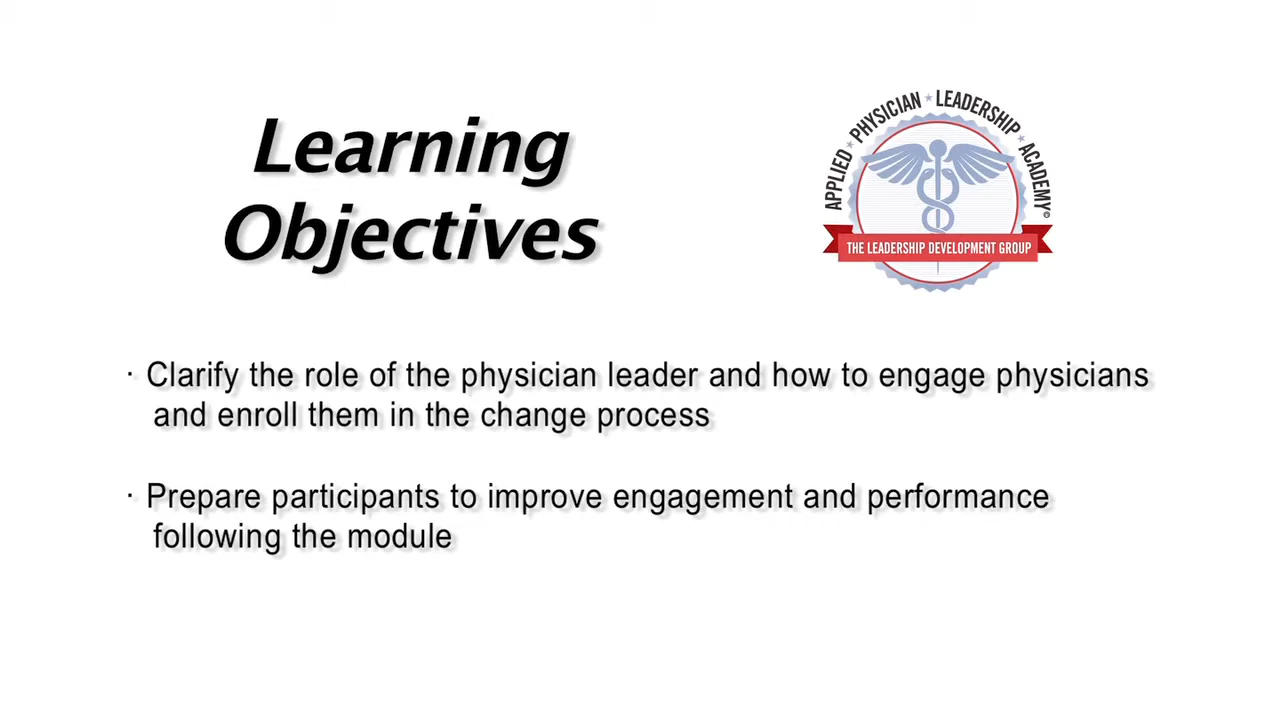 Learning
Objectives
APPLIED ★ PHYSICIAN ★ LEADERSHIP ★ ACADEMY©
THE LEADERSHIP DEVELOPMENT GROUP
· Clarify the role of the physician leader and how to engage physicians
and enroll them in the change process
· Prepare participants to improve engagement and performance
following the module